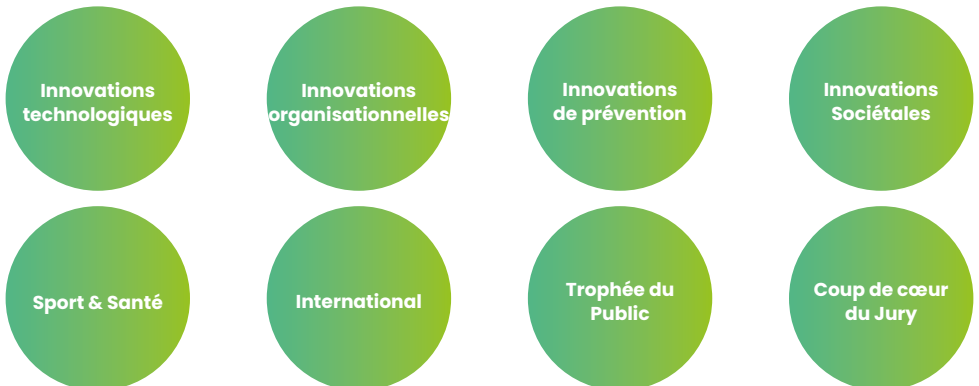 Innovations
technologiques
Innovations
organisationnelles
Innovations
de prévention
Innovations
Sociétales
Sport & Santé
International
Trophée du
Public
Coup de cœur
du Jury